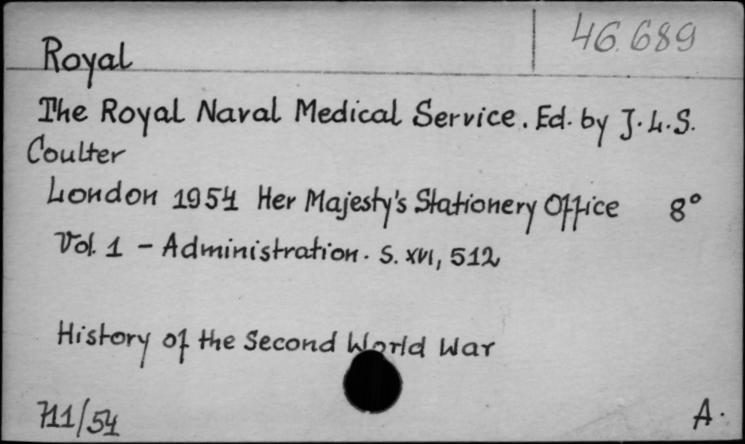 46.689
Royal
The Royal Naval Medical Service. Ed. by J.L.S.
Coulter
London 1954 Her Majesty's Stationery Office 8°
Vol. 1 – Administration. S. XVI, 512
History of the Second World War
711/54 A.